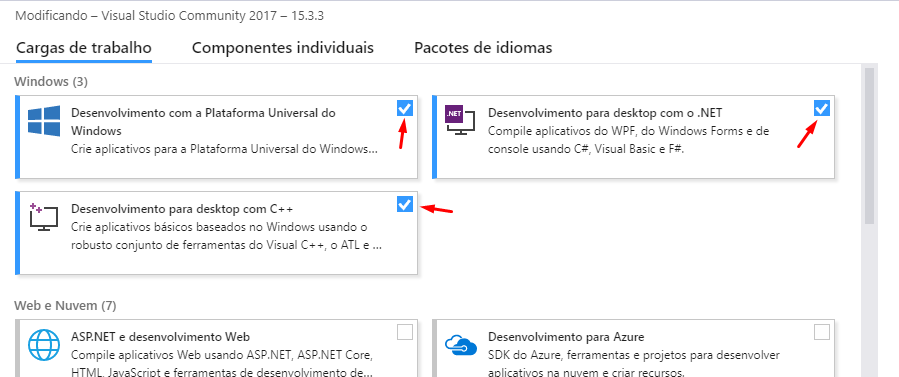 Modificando – Visual Studio Community 2017 – 15.3.3
Cargas de trabalho
Componentes individuais
Pacotes de idiomas
Windows (3)
Desenvolvimento com a Plataforma Universal do
Windows
Crie aplicativos para a Plataforma Universal do Windows...
.NET
Desenvolvimento para desktop com o .NET
Compile aplicativos do WPF, do Windows Forms e de
console usando C#, Visual Basic e F#.
Desenvolvimento para desktop com C++
Crie aplicativos básicos baseados no Windows usando o
robusto conjunto de ferramentas do Visual C++, o ATL e ...
Web e Nuvem (7)
ASP.NET e desenvolvimento Web
Compile aplicativos Web usando ASP.NET, ASP.NET Core,
HTML, JavaScript e ferramentas de desenvolvimento de...
Desenvolvimento para Azure
SDK do Azure, ferramentas e projetos para desenvolver
aplicativos na nuvem e criar recursos.